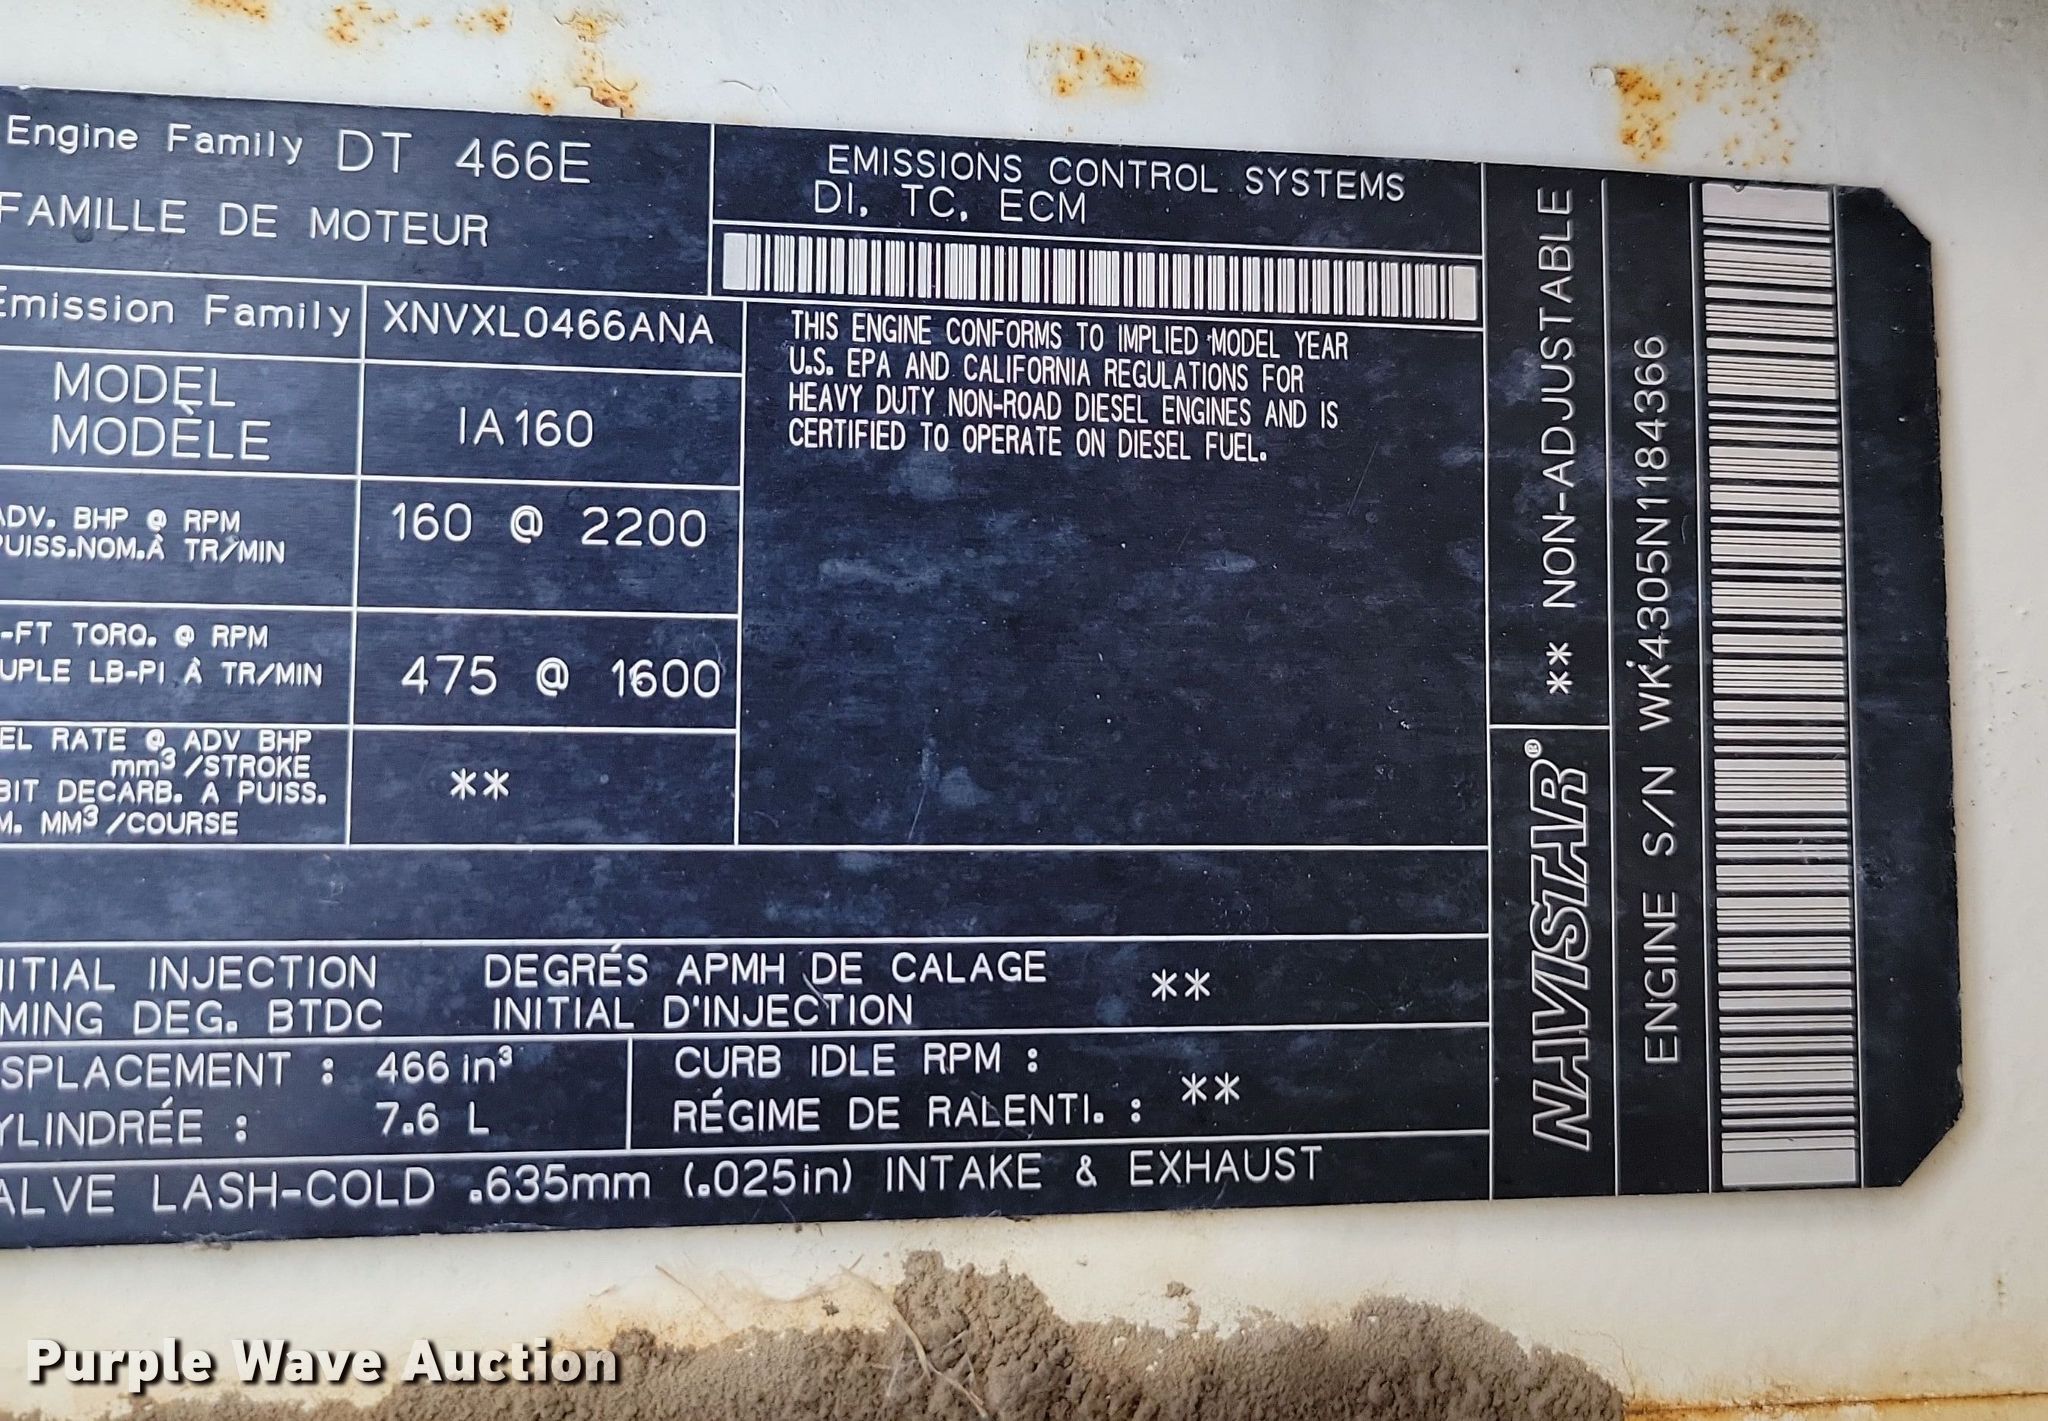 Engine Family DT 466E
FAMILLE DE MOTEUR
EMISSIONS CONTROL SYSTEMS
DI, TC, ECM
Emission Family XNVXL0466ANA
MODEL
MODÈLE
IA160
ADV. BHP @ RPM
PUISS.NOM.À TR/MIN
160 @ 2200
-FT TORQ. @ RPM
UPLE LB-PI À TR/MIN
475 @ 1600
EL RATE @ ADV BHP
mm³/STROKE
BIT DECARB. A PUISS.
M. MM³/COURSE
**
THIS ENGINE CONFORMS TO IMPLIED MODEL YEAR
U.S. EPA AND CALIFORNIA REGULATIONS FOR
HEAVY DUTY NON-ROAD DIESEL ENGINES AND IS
CERTIFIED TO OPERATE ON DIESEL FUEL.
ITIAL INJECTION
MING DEG. BTDC
DEGRÉS APMH DE CALAGE
INITIAL D'INJECTION
**
SPLACEMENT : 466 in³
YLINDRÉE : 7.6 L
CURB IDLE RPM :
RÉGIME DE RALENTI. :
**
ALVE LASH-COLD .635mm (.025in) INTAKE & EXHAUST
** NON-ADJUSTABLE
NAVISTAR®
ENGINE S/N WK4305N1184366
Purple Wave Auction